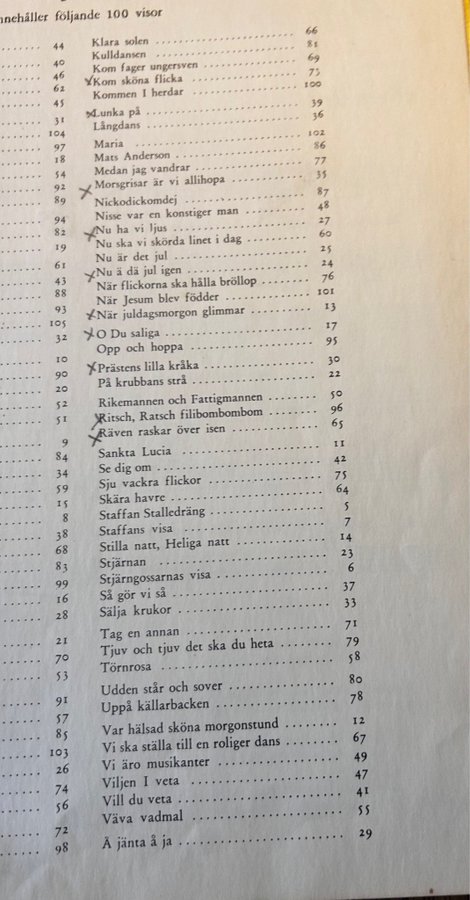 nnehåller följande 100 visor
44
40
46
62
45
31
104
97
18
54
92
89
94
82
19
61
43
88
93
105
32
10
90
20
52
51
9
84
34
59
15
8
38
68
83
99
16
28
21
70
53
91
57
85
103
26
74
56
72
98
Klara solen 66
Kulldansen 81
Kom fager ungersven 69
Kom sköna flicka 73
Kommen I herdar 100
Lunka på 39
Långdans 36
Maria 102
Mats Anderson 86
Medan jag vandrar 77
Morsgrisar är vi allihopa 35
Nickodickomdej 87
Nisse var en konstiger man 48
Nu ha vi ljus 27
Nu ska vi skörda linet i dag 60
Nu är det jul 25
Nu ä dä jul igen 24
När flickorna ska hålla bröllop 76
När Jesum blev födder 101
När juldagsmorgon glimmar 13
O Du saliga 17
Opp och hoppa 95
Prästens lilla kråka 30
På krubbans strå 22
Rikemannen och Fattigmannen 50
Ritsch, Ratsch filibombombom 96
Räven raskar över isen 65
Sankta Lucia 11
Se dig om 42
Sju vackra flickor 75
Skära havre 64
Staffan Stalledräng 5
Staffans visa 7
Stilla natt, Heliga natt 14
Stjärnan 23
Stjärngossarnas visa 6
Så gör vi så 37
Sälja krukor 33
Tag en annan 71
Tjuv och tjuv det ska du heta 79
Törnrosa 58
Udden står och sover 80
Uppå källarbacken 78
Var hälsad sköna morgonstund 12
Vi ska ställa till en roliger dans 67
Vi äro musikanter 49
Viljen I veta 47
Vill du veta 41
Väva vadmal 55
Å jänta å ja 29